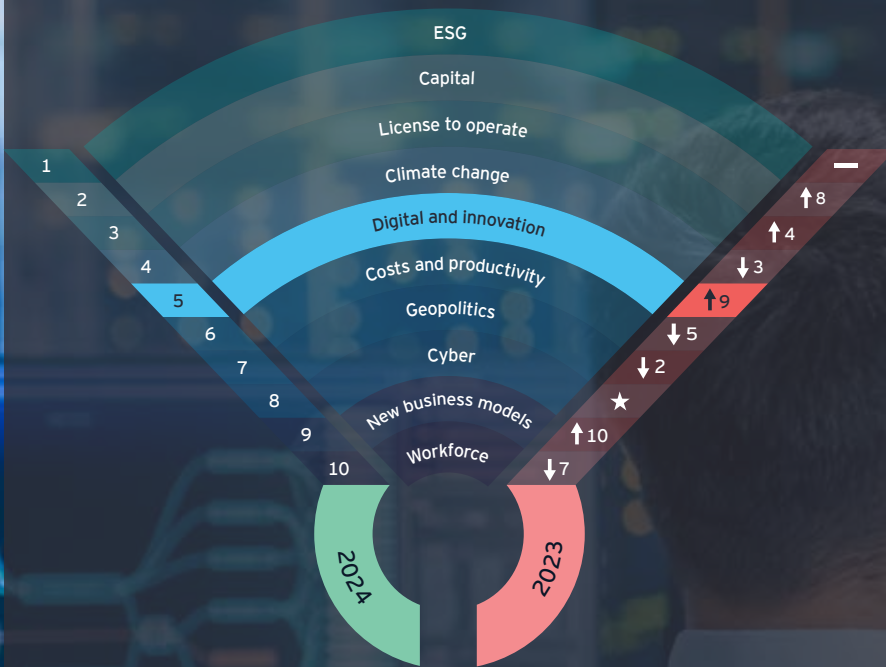 ESG
Capital
License to operate
Climate change
Digital and innovation
Costs and productivity
Geopolitics
Cyber
New business models
Workforce
1
2
3
4
5
6
7
8
9
10
—
↑8
↑4
↓3
↑9
↓5
↓2
★
↑10
↓7
2024
2023